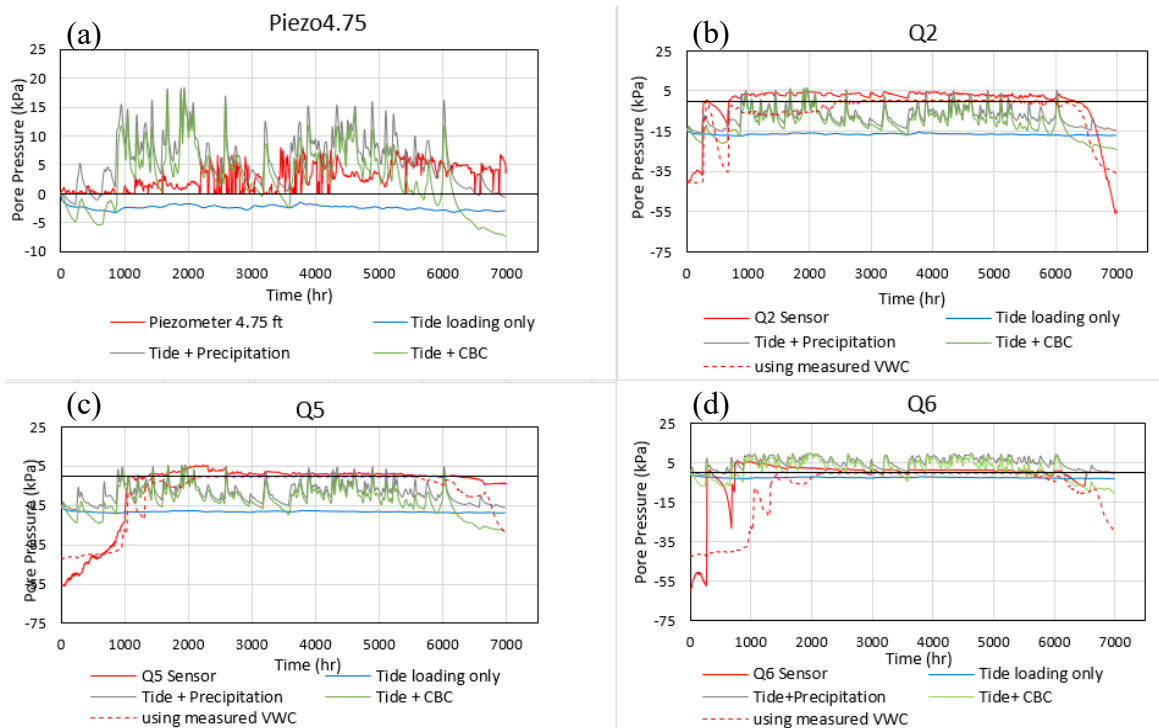 (a)
Piezo4.75
Pore Pressure (kPa)
25
20
15
10
5
0
-5
-10
0
1000
2000
3000
4000
5000
6000
7000
Time (hr)
Piezometer 4.75 ft
Tide loading only
Tide + Precipitation
Tide + CBC
(b)
Q2
Pore Pressure (kPa)
25
5
-15
-35
-55
-75
0
1000
2000
3000
4000
5000
6000
7000
Time (hr)
Q2 Sensor
Tide loading only
Tide + Precipitation
Tide + CBC
using measured VWC
(c)
Q5
Pore Pressure (kPa)
25
5
-15
-35
-55
-75
0
1000
2000
3000
4000
5000
6000
7000
Time (hr)
Q5 Sensor
Tide loading only
Tide + Precipitation
Tide + CBC
using measured VWC
(d)
Q6
Pore Pressure (kPa)
25
5
-15
-35
-55
-75
0
1000
2000
3000
4000
5000
6000
7000
Time (hr)
Q6 Sensor
Tide loading only
Tide+Precipitation
Tide+ CBC
using measured VWC